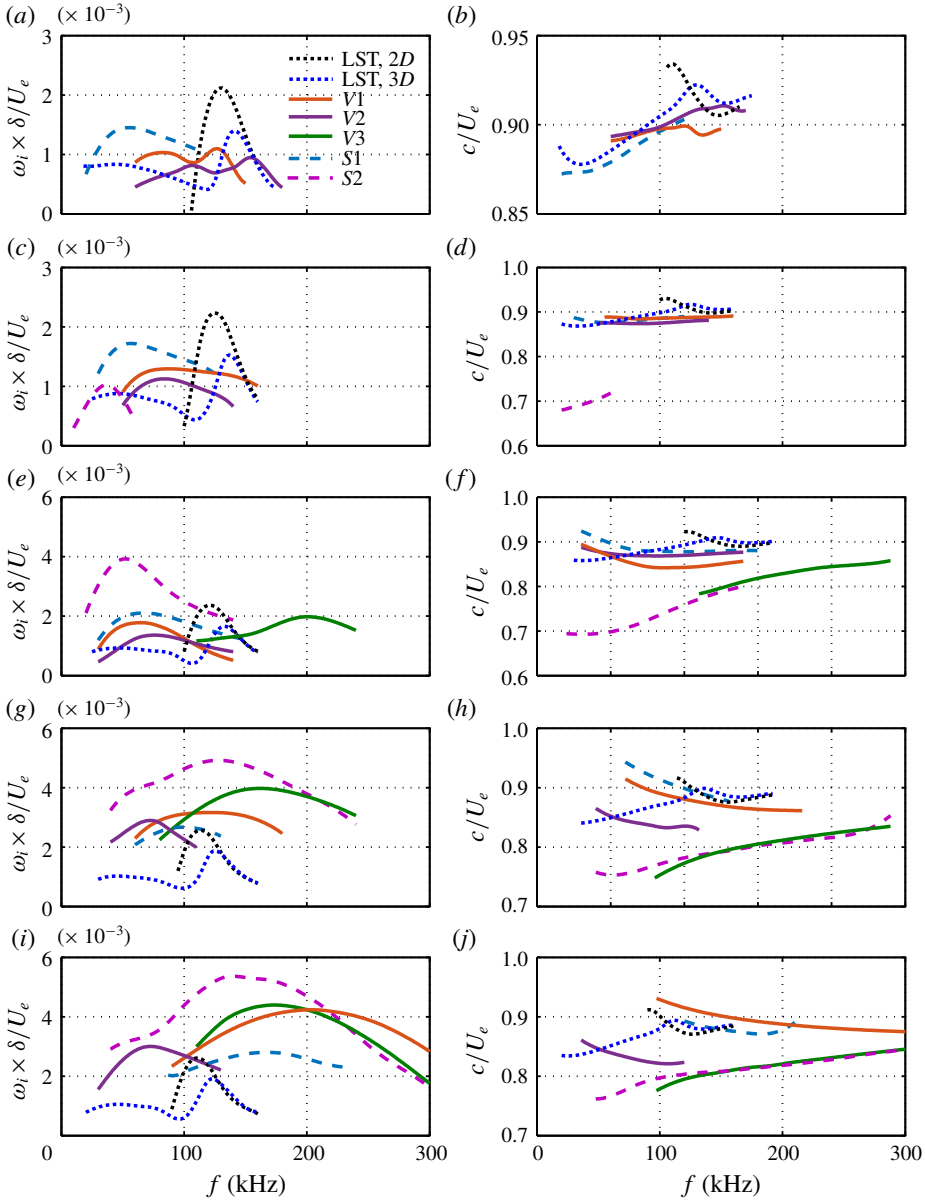 (a) (× 10⁻³) (b)
3 0.95
LST, 2D
LST, 3D
2 V1
ωᵢ × δ/Uₑ V2 c/Uₑ 0.90
V3
1 S1
S2
0 0.85
(c) (× 10⁻³) (d)
3 1.0
0.9
2
ωᵢ × δ/Uₑ c/Uₑ 0.8
1
0.7
0 0.6
(e) (× 10⁻³) (f)
6 1.0
0.9
4
ωᵢ × δ/Uₑ c/Uₑ 0.8
2
0.7
0 0.6
(g) (× 10⁻³) (h)
6 1.0
4 0.9
ωᵢ × δ/Uₑ c/Uₑ
2 0.8
0 0.7
(i) (× 10⁻³) (j)
6 1.0
4 0.9
ωᵢ × δ/Uₑ c/Uₑ
2 0.8
0.7
0 100 200 300 0 100 200 300
f (kHz) f (kHz)